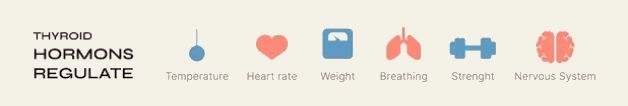 THYROID
HORMONS
REGULATE
Temperature
Heart rate
Weight
Breathing
Strenght
Nervous System